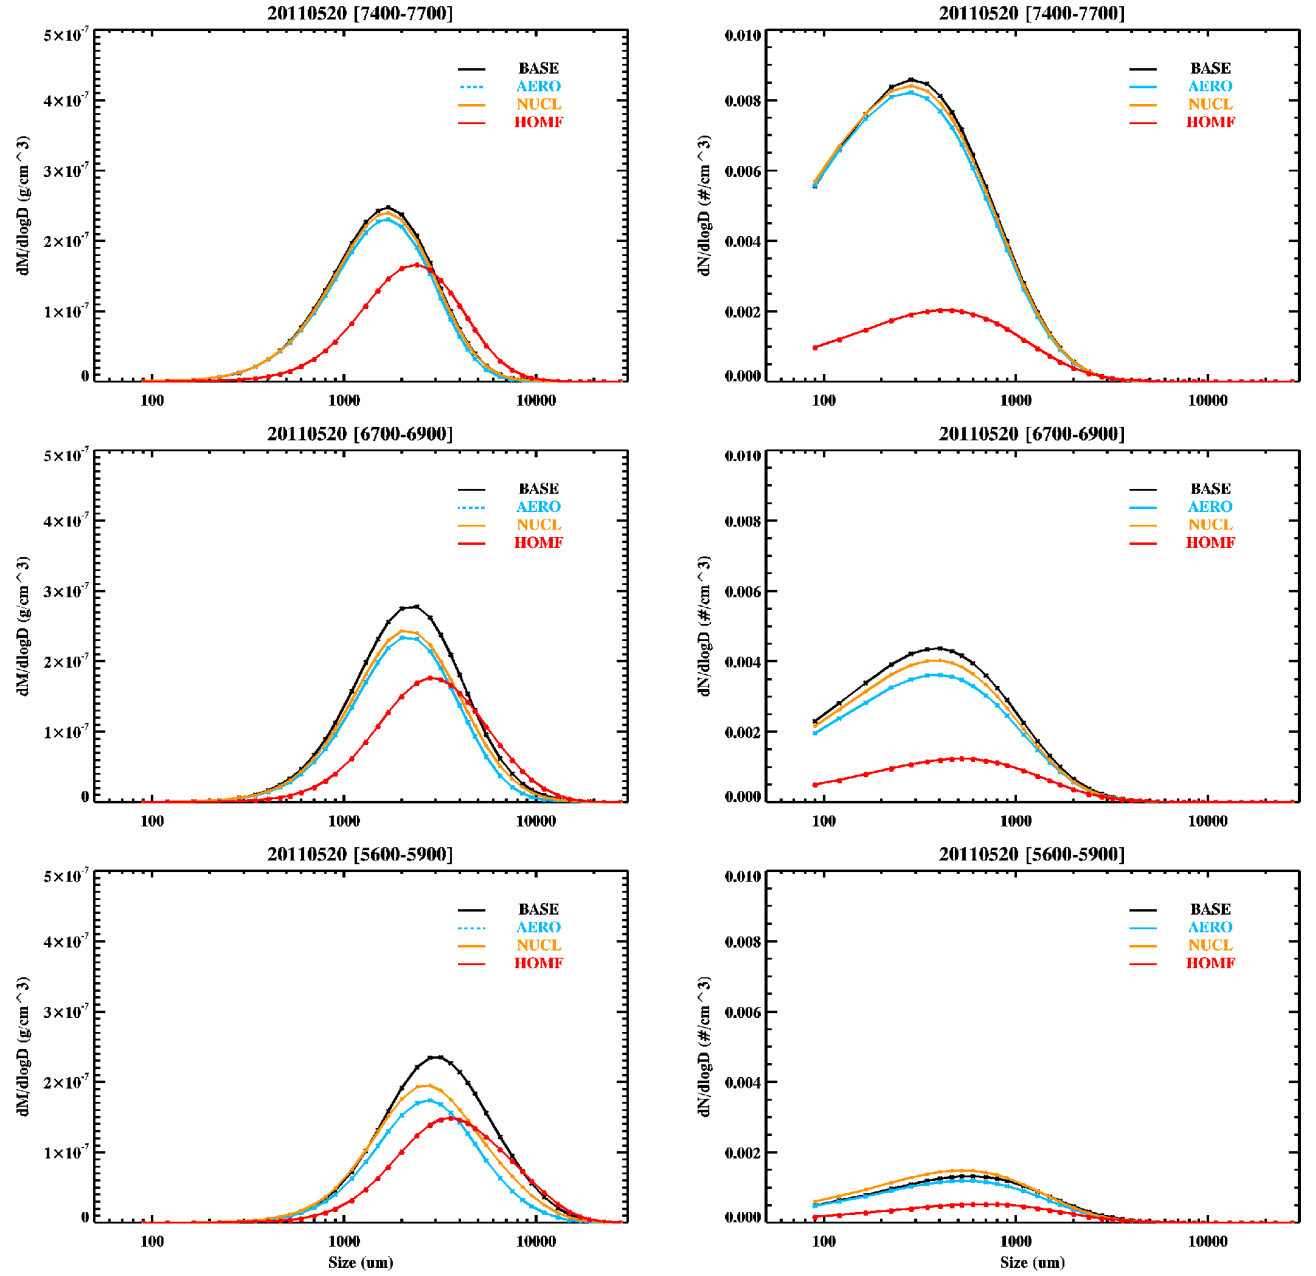 20110520 [7400-7700]
5×10⁻⁷
4×10⁻⁷
3×10⁻⁷
2×10⁻⁷
1×10⁻⁷
0
dM/dlogD (g/cm^3)
BASE
AERO
NUCL
HOMF
100
1000
10000
20110520 [7400-7700]
0.010
0.008
0.006
0.004
0.002
0.000
dN/dlogD (#/cm^3)
BASE
AERO
NUCL
HOMF
100
1000
10000
20110520 [6700-6900]
5×10⁻⁷
4×10⁻⁷
3×10⁻⁷
2×10⁻⁷
1×10⁻⁷
0
dM/dlogD (g/cm^3)
BASE
AERO
NUCL
HOMF
100
1000
10000
20110520 [6700-6900]
0.010
0.008
0.006
0.004
0.002
0.000
dN/dlogD (#/cm^3)
BASE
AERO
NUCL
HOMF
100
1000
10000
20110520 [5600-5900]
5×10⁻⁷
4×10⁻⁷
3×10⁻⁷
2×10⁻⁷
1×10⁻⁷
0
dM/dlogD (g/cm^3)
BASE
AERO
NUCL
HOMF
100
1000
10000
Size (um)
20110520 [5600-5900]
0.010
0.008
0.006
0.004
0.002
0.000
dN/dlogD (#/cm^3)
BASE
AERO
NUCL
HOMF
100
1000
10000
Size (um)